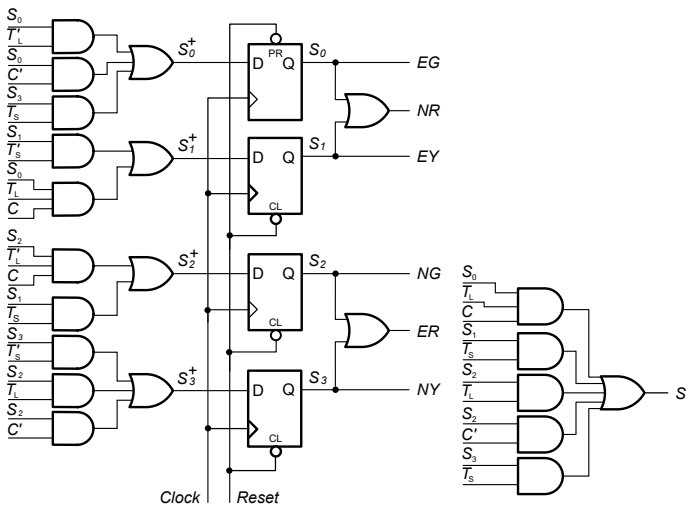 S0
T'L
S0
C'
S3
TS
S1
T'S
S0
TL
C
S2
T'L
C
S1
TS
S3
T'S
S2
TL
S2
C'
S0+
S1+
S2+
S3+
PR
D Q
D Q
CL
D Q
CL
D Q
CL
S0
S1
S2
S3
EG
NR
EY
NG
ER
NY
Clock Reset
S0
TL
C
S1
TS
S2
TL
S2
C'
S3
TS
S